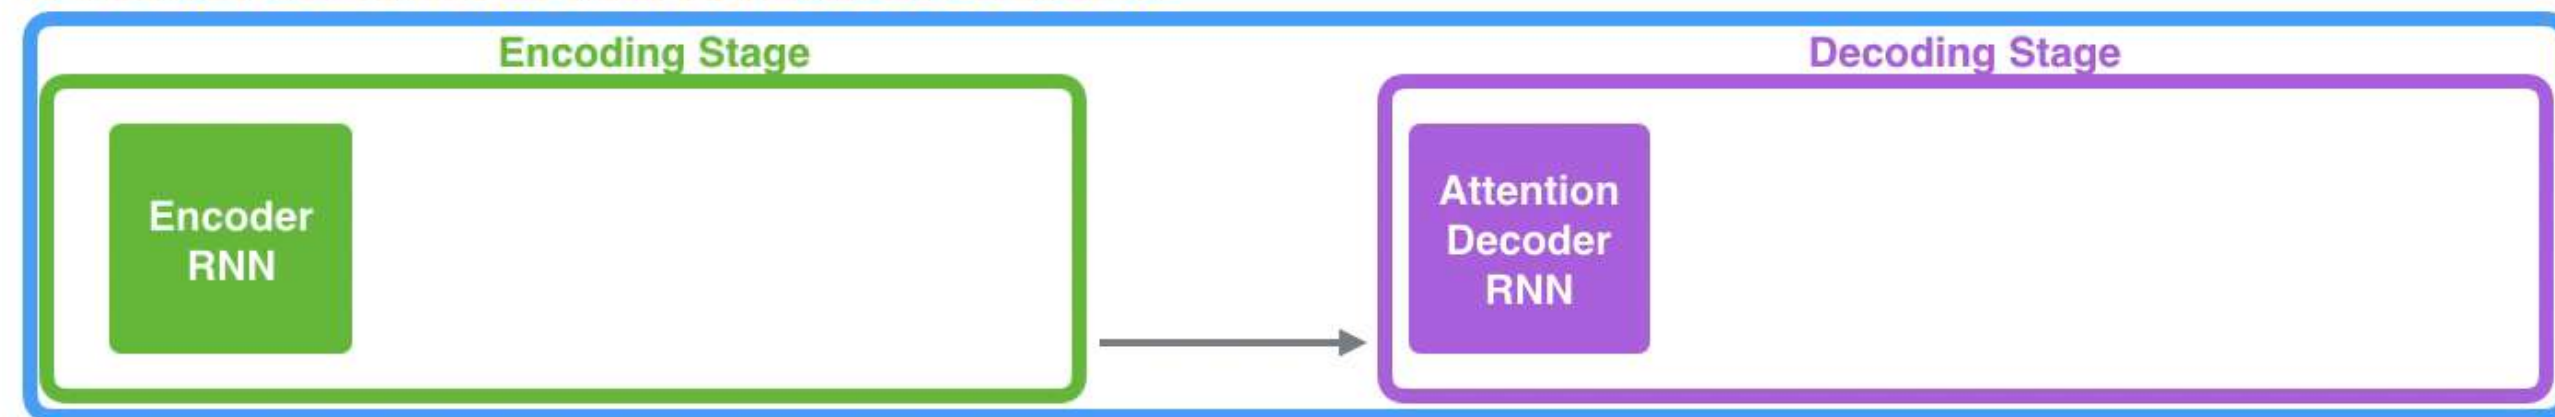 Encoding Stage
Decoding Stage
Encoder
RNN
Attention
Decoder
RNN